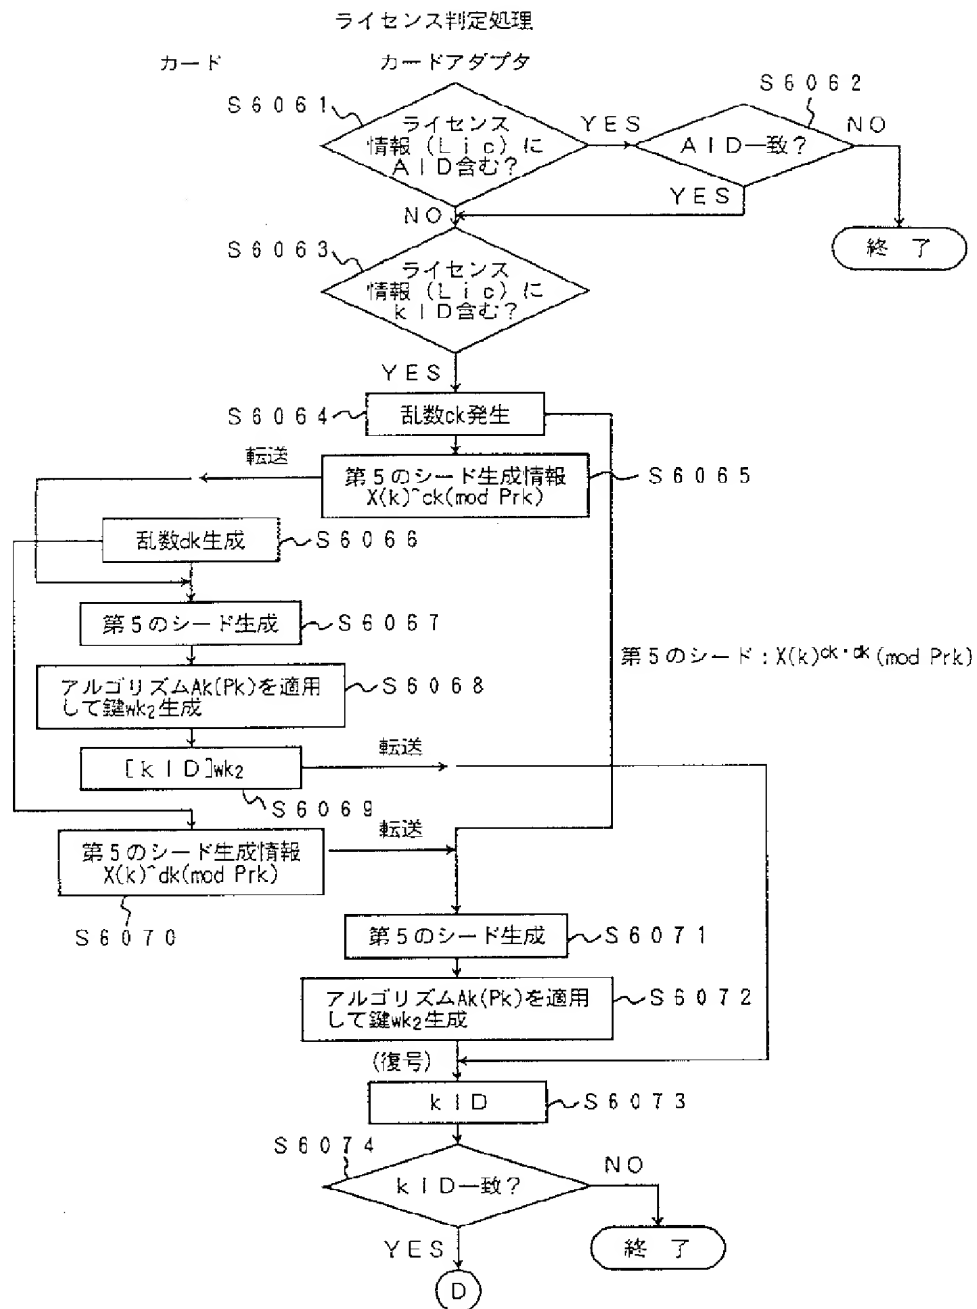 ライセンス判定処理
カード
カードアダプタ
S6061
ライセンス
情報(Lic)に
AID含む?
YES
S6062
AID一致?
NO
YES
終了
NO
S6063
ライセンス
情報(Lic)に
kID含む?
YES
S6064
乱数ck発生
転送
第5のシード生成情報
X(k)^ck(mod Prk)
S6065
乱数dk生成
S6066
第5のシード生成
S6067
第5のシード:X(k)ck・dk(mod Prk)
アルゴリズムAk(Pk)を適用
して鍵wk2生成
S6068
転送
[kID]wk2
S6069
転送
第5のシード生成情報
X(k)^dk(mod Prk)
S6070
第5のシード生成
S6071
アルゴリズムAk(Pk)を適用
して鍵wk2生成
S6072
(復号)
kID
S6073
S6074
kID一致?
NO
YES
終了
D